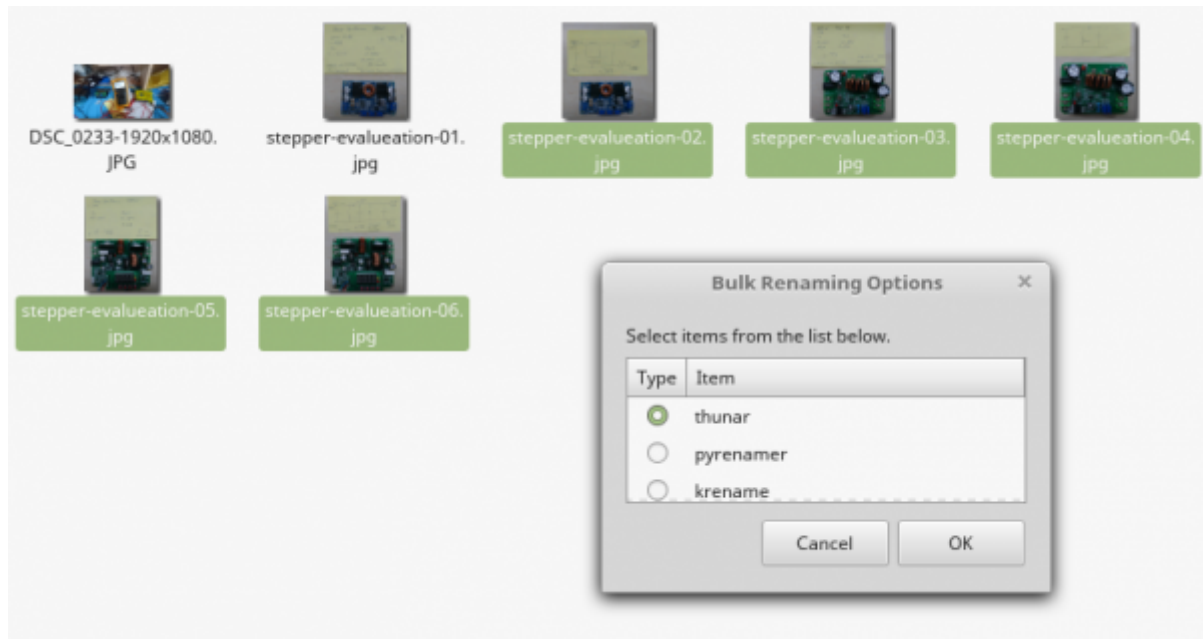 DSC_0233-1920x1080.
JPG
stepper-evalueation-01.
jpg
stepper-evalueation-02.
jpg
stepper-evalueation-03.
jpg
stepper-evalueation-04.
jpg
stepper-evalueation-05.
jpg
stepper-evalueation-06.
jpg
Bulk Renaming Options
Select items from the list below.
Type Item
thunar
pyrenamer
krename
Cancel OK